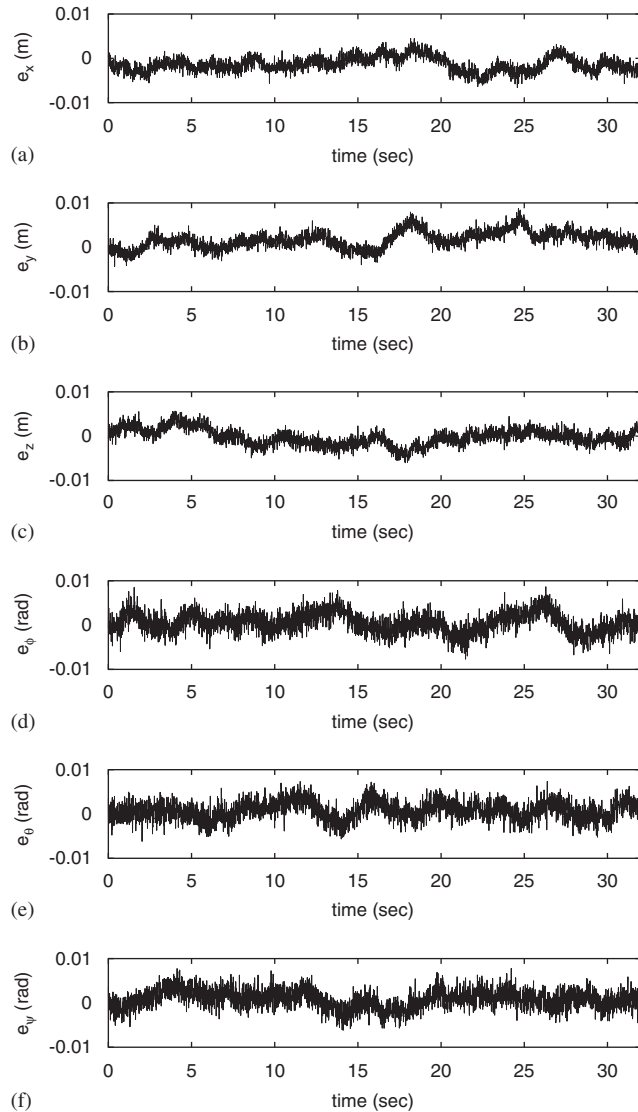 0.01
e_x (m)
0
-0.01
0 5 10 15 20 25 30
(a) time (sec)
0.01
e_y (m)
0
-0.01
0 5 10 15 20 25 30
time (sec)
(b)
0.01
e_z (m)
0
-0.01
0 5 10 15 20 25 30
time (sec)
(c)
0.01
e_ϕ (rad)
0
-0.01
0 5 10 15 20 25 30
time (sec)
(d)
0.01
e_θ (rad)
0
-0.01
0 5 10 15 20 25 30
(e) time (sec)
0.01
e_ψ (rad)
0
-0.01
0 5 10 15 20 25 30
(f) time (sec)